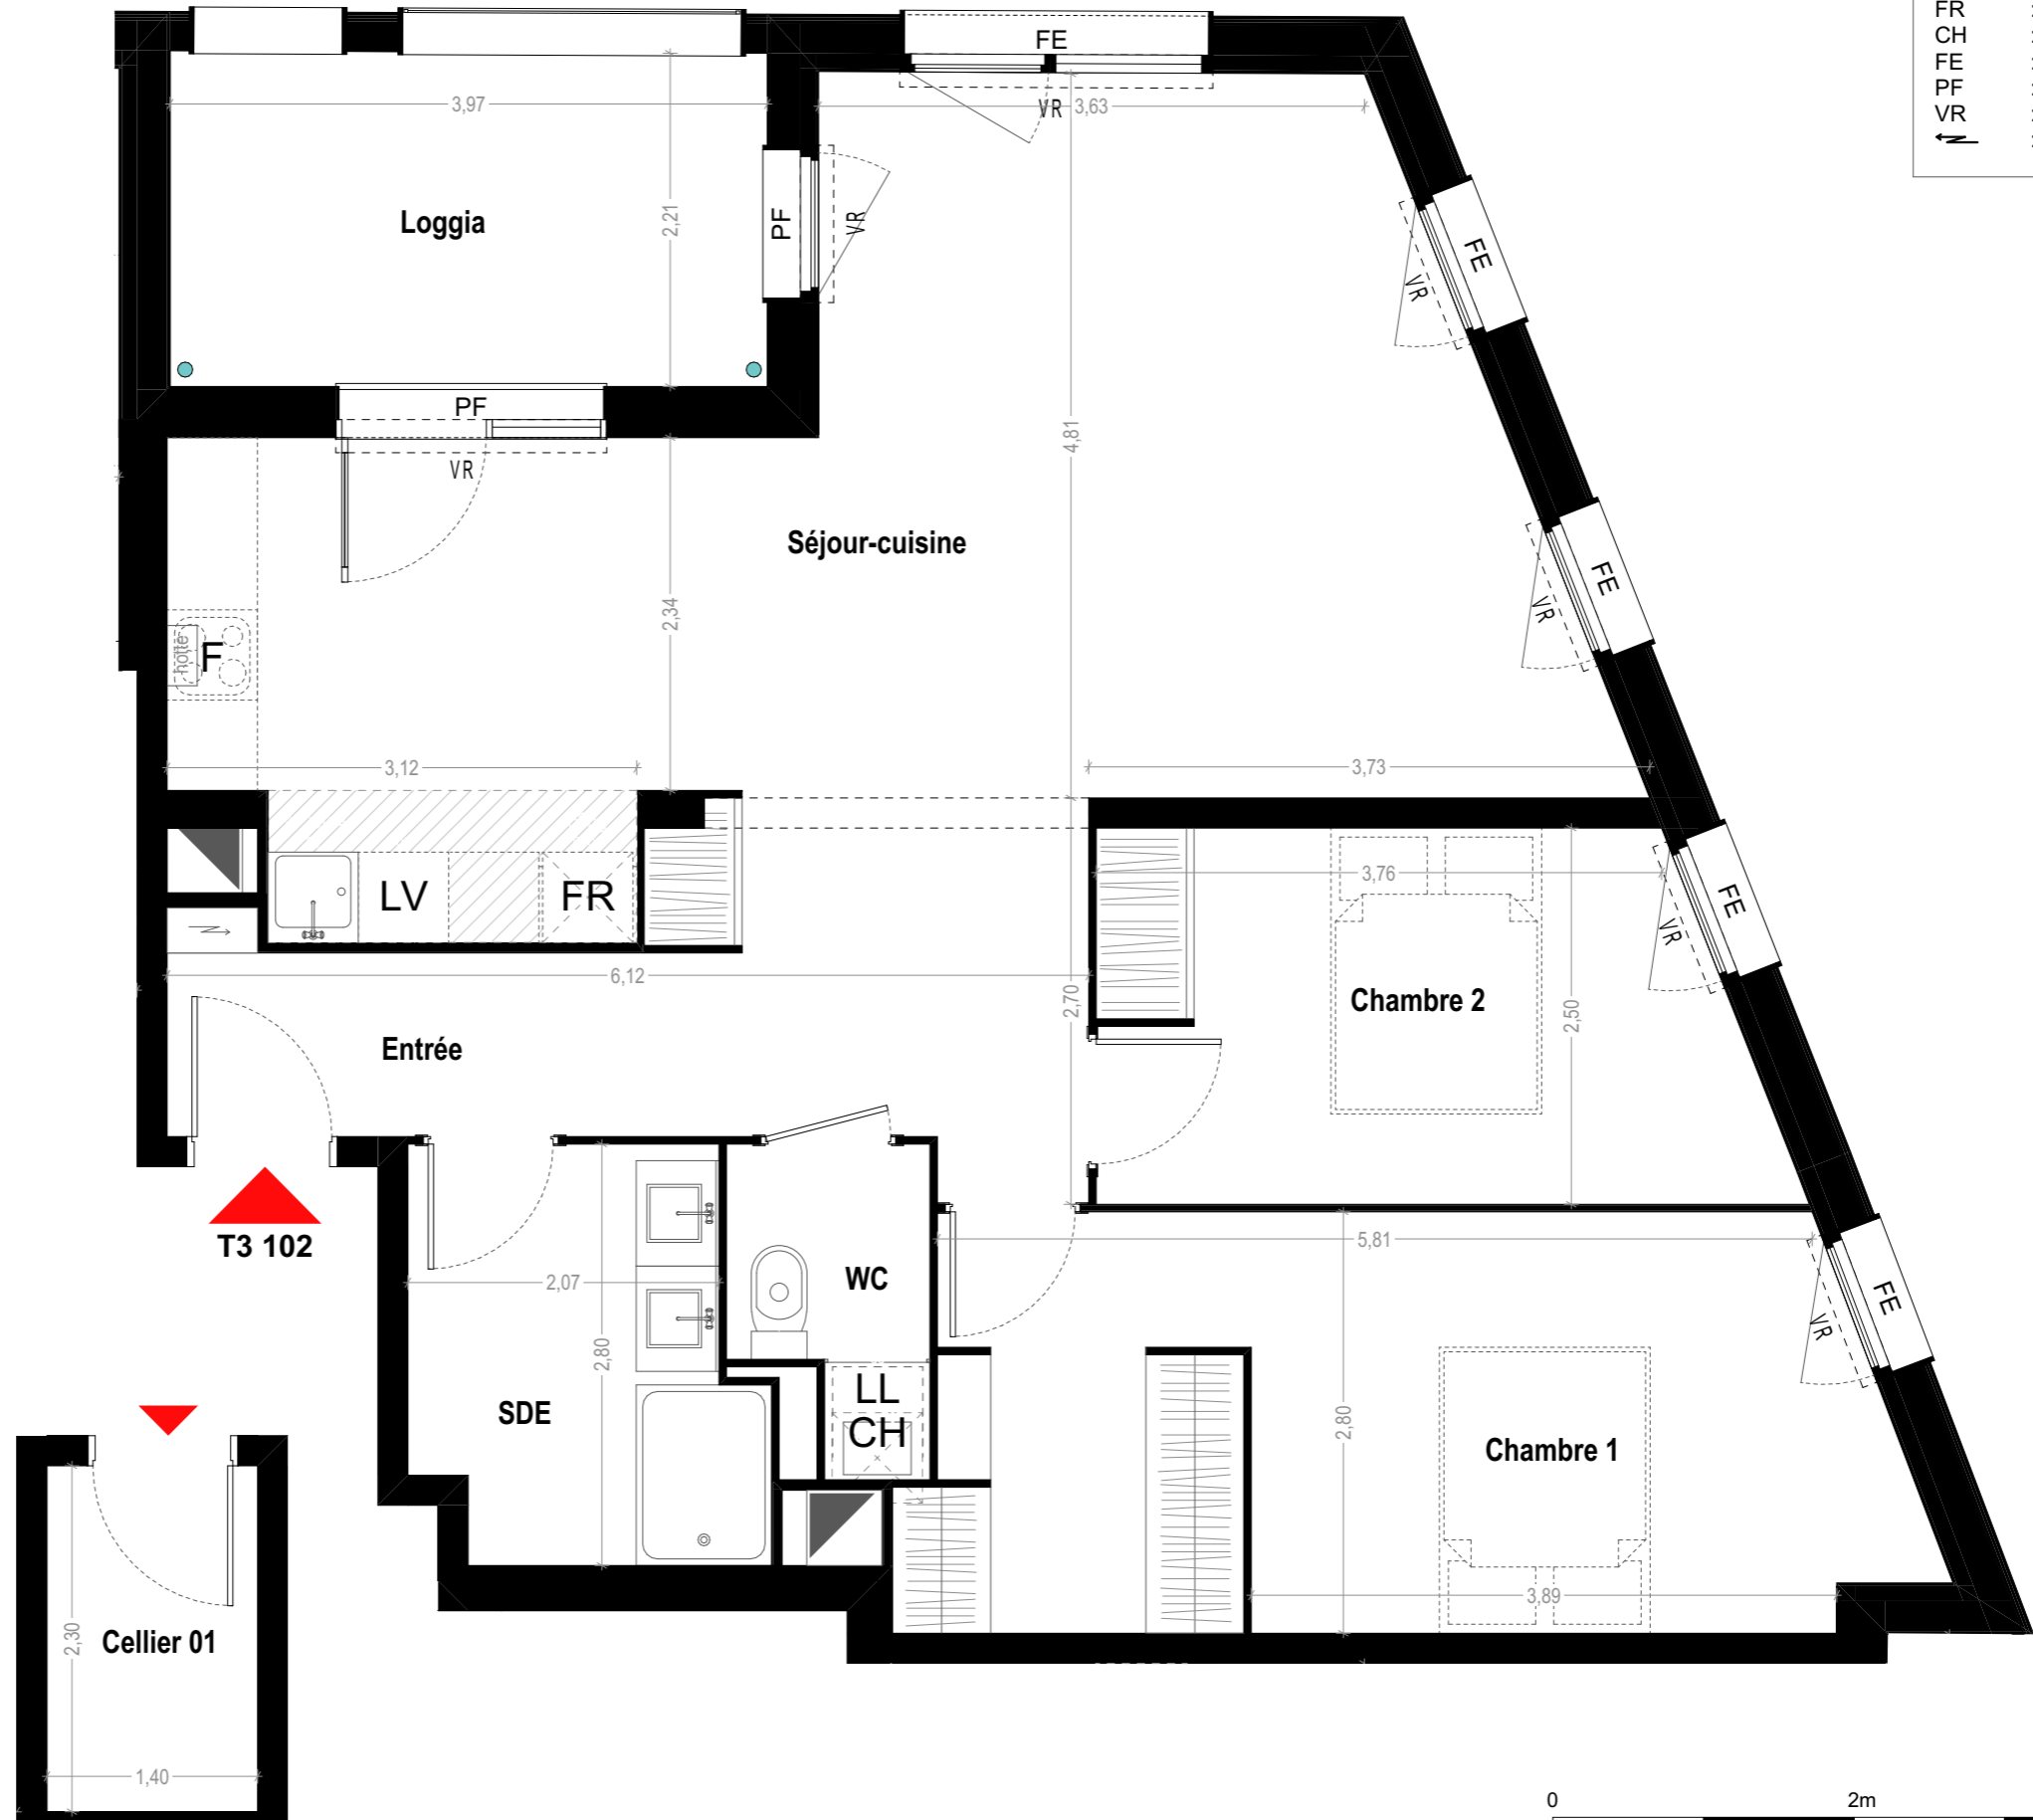 FR :
CH :
FE :
PF :
VR :
:
FE
VR
3,63
3,97
2,21
Loggia
PF
VR
FE
VR
PF
VR
4,81
Séjour-cuisine
FE
VR
2,34
hotte
F
3,12
3,73
LV
FR
3,76
FE
VR
6,12
2,70
Chambre 2
2,50
Entrée
T3 102
5,81
2,07
WC
FE
VR
2,80
SDE
LL
CH
2,80
Chambre 1
3,89
2,30
Cellier 01
1,40
0 2m